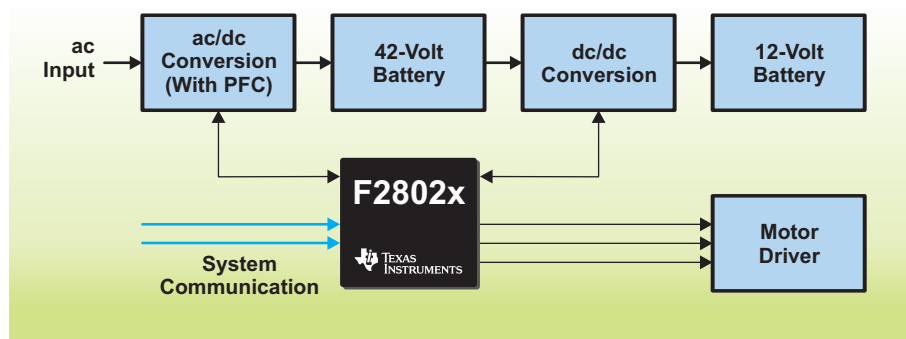 ac
Input
ac/dc
Conversion
(With PFC)
42-Volt
Battery
dc/dc
Conversion
12-Volt
Battery
F2802x
TEXAS
INSTRUMENTS
System
Communication
Motor
Driver